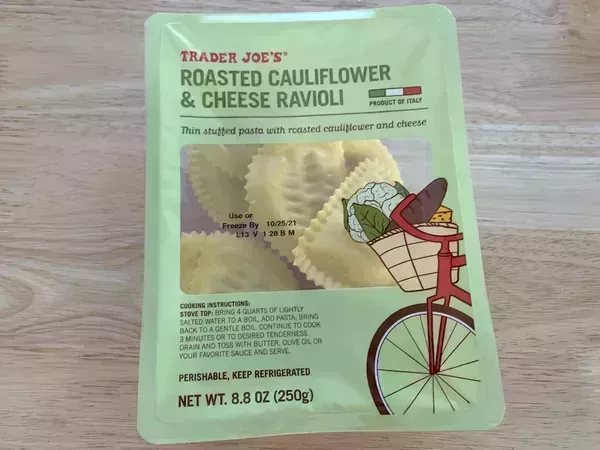 TRADER JOE'S®
ROASTED CAULIFLOWER
& CHEESE RAVIOLI
PRODUCT OF ITALY
Thin stuffed pasta with roasted cauliflower and cheese
Use or
Freeze By 10/25/21
L13 V 1 28 B M
COOKING INSTRUCTIONS:
STOVE TOP: BRING 4 QUARTS OF LIGHTLY
SALTED WATER TO A BOIL, ADD PASTA; BRING
BACK TO A GENTLE BOIL. CONTINUE TO COOK
3 MINUTES OR TO DESIRED TENDERNESS.
DRAIN AND TOSS WITH BUTTER, OLIVE OIL OR
YOUR FAVORITE SAUCE AND SERVE.
PERISHABLE, KEEP REFRIGERATED
NET WT. 8.8 OZ (250g)